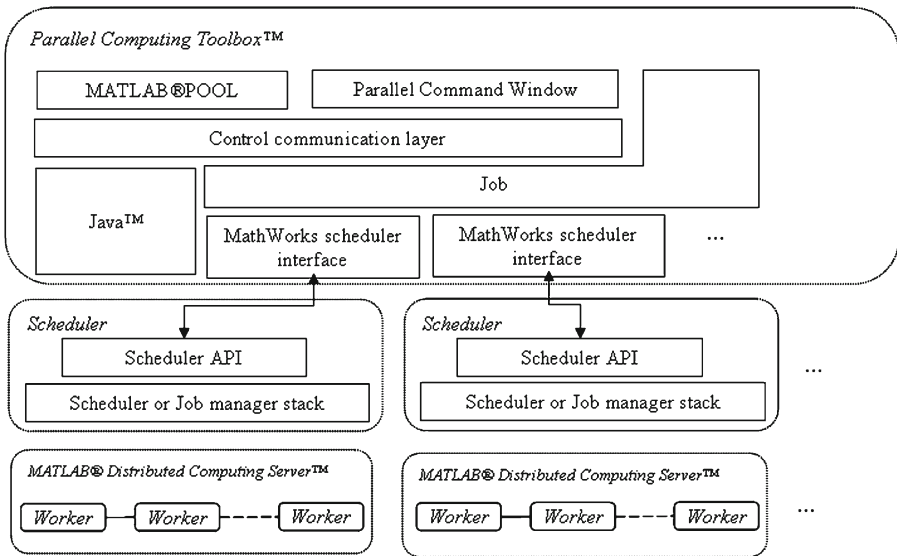 Parallel Computing Toolbox™
MATLAB®POOL
Parallel Command Window
Control communication layer
Job
Java™
MathWorks scheduler
interface
MathWorks scheduler
interface
...
Scheduler
Scheduler API
Scheduler or Job manager stack
Scheduler
Scheduler API
Scheduler or Job manager stack
...
MATLAB® Distributed Computing Server™
Worker
Worker
Worker
MATLAB® Distributed Computing Server™
Worker
Worker
Worker
...